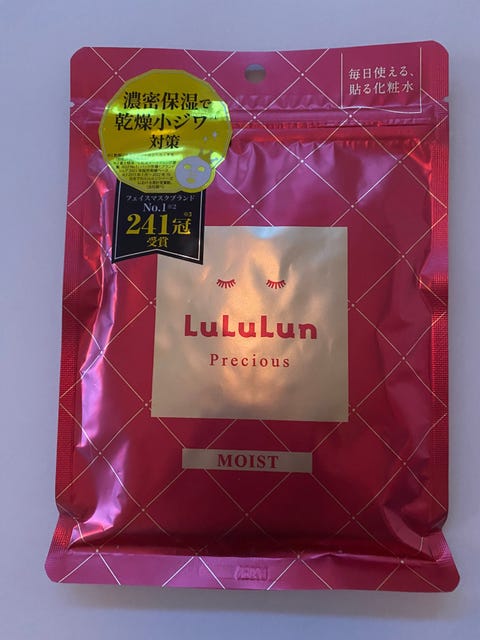 毎日使える、
貼る化粧水
濃密保湿で
乾燥小ジワ
対策
フェイスマスクブランド
No.1※2
241冠※3
受賞
LuLuLun
Precious
MOIST